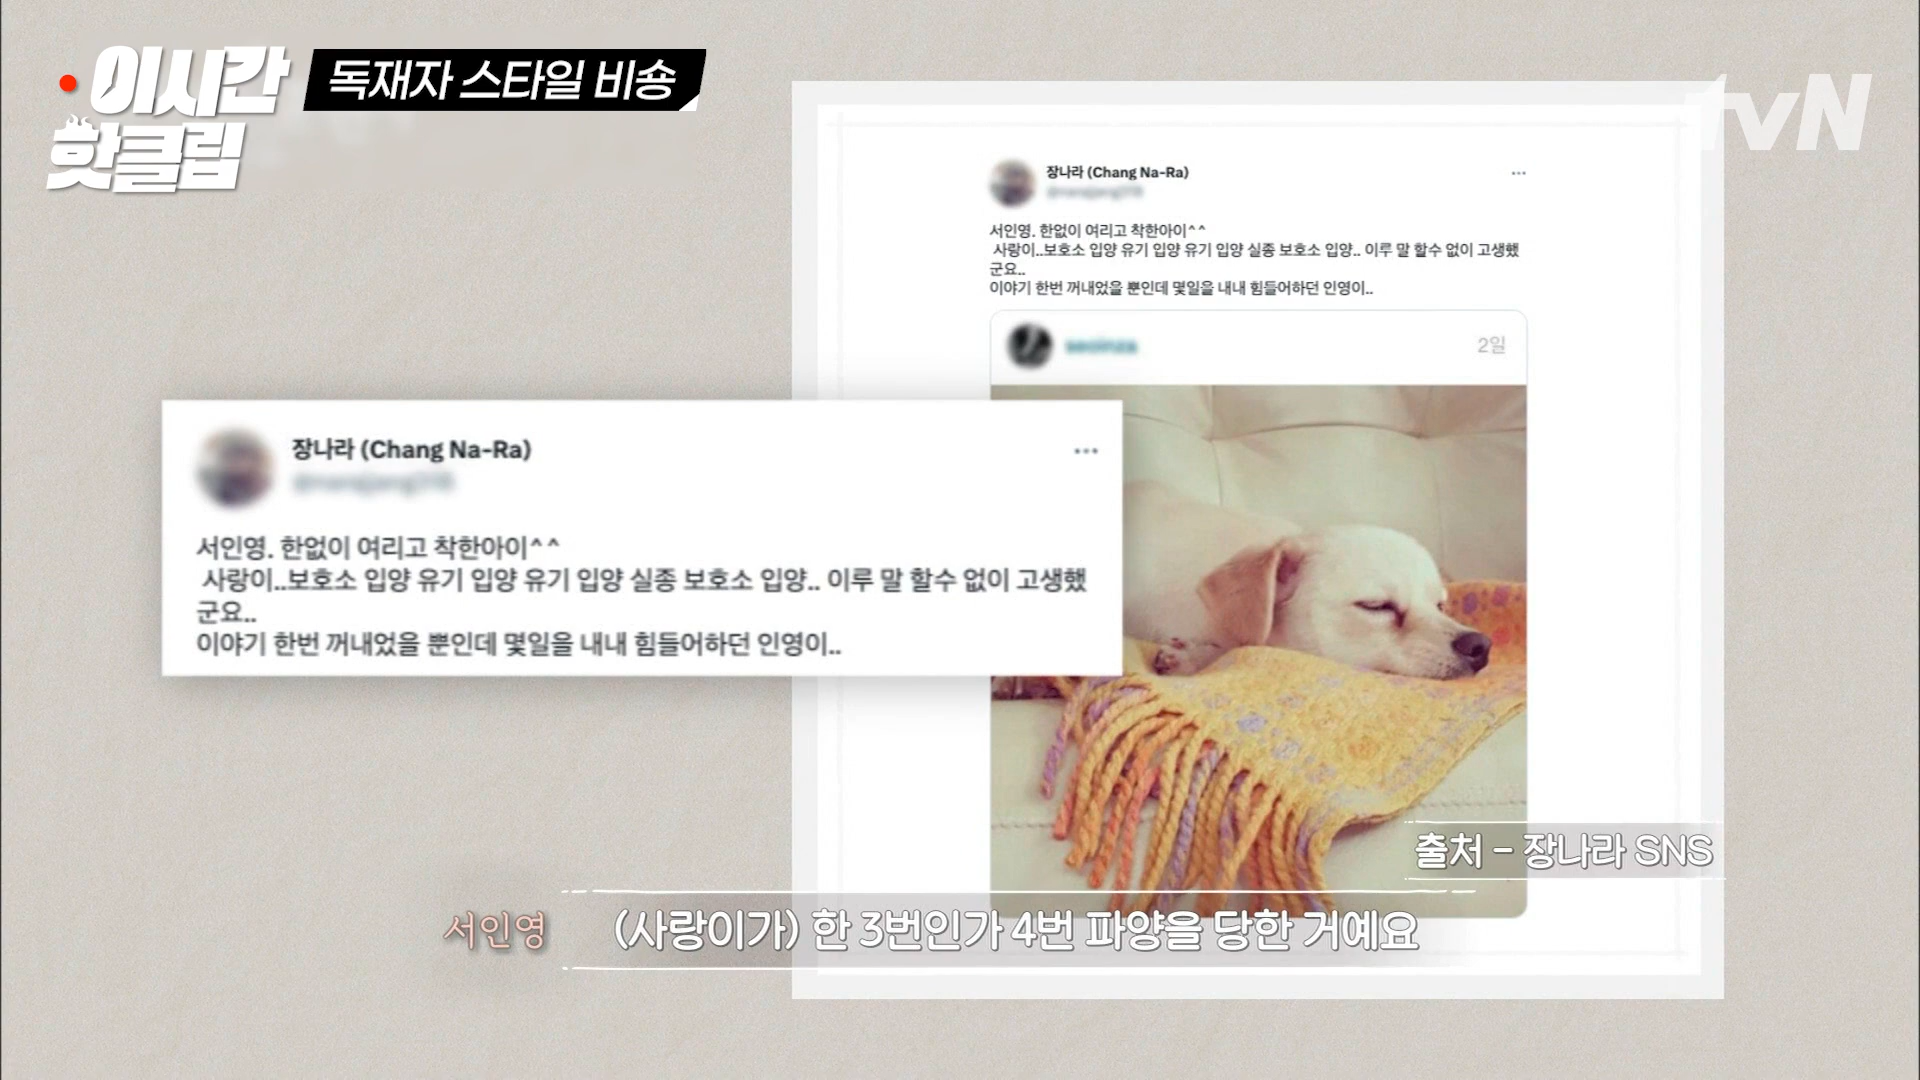 이시간
핫클립
독재자 스타일 비숑
tvN
장나라 (Chang Na-Ra)
서인영. 한없이 여리고 착한아이^^
사랑이..보호소 입양 유기 입양 유기 입양 실종 보호소 입양.. 이루 말 할수 없이 고생했
군요..
이야기 한번 꺼내었을 뿐인데 몇일을 내내 힘들어하던 인영이..
2일
장나라 (Chang Na-Ra)
서인영. 한없이 여리고 착한아이^^
사랑이..보호소 입양 유기 입양 유기 입양 실종 보호소 입양.. 이루 말 할수 없이 고생했
군요..
이야기 한번 꺼내었을 뿐인데 몇일을 내내 힘들어하던 인영이..
출처 - 장나라 SNS
서인영 (사랑이가) 한 3번인가 4번 파양을 당한 거예요